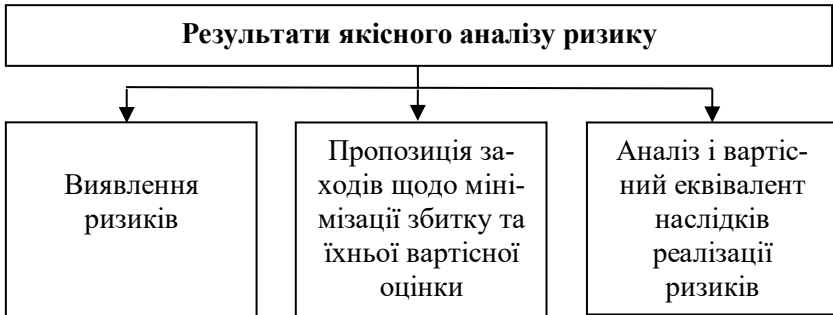 Результати якісного аналізу ризику
Виявлення
ризиків
Пропозиція за-
ходів щодо міні-
мізації збитку та
їхньої вартісної
оцінки
Аналіз і вартіс-
ний еквівалент
наслідків
реалізації
ризиків